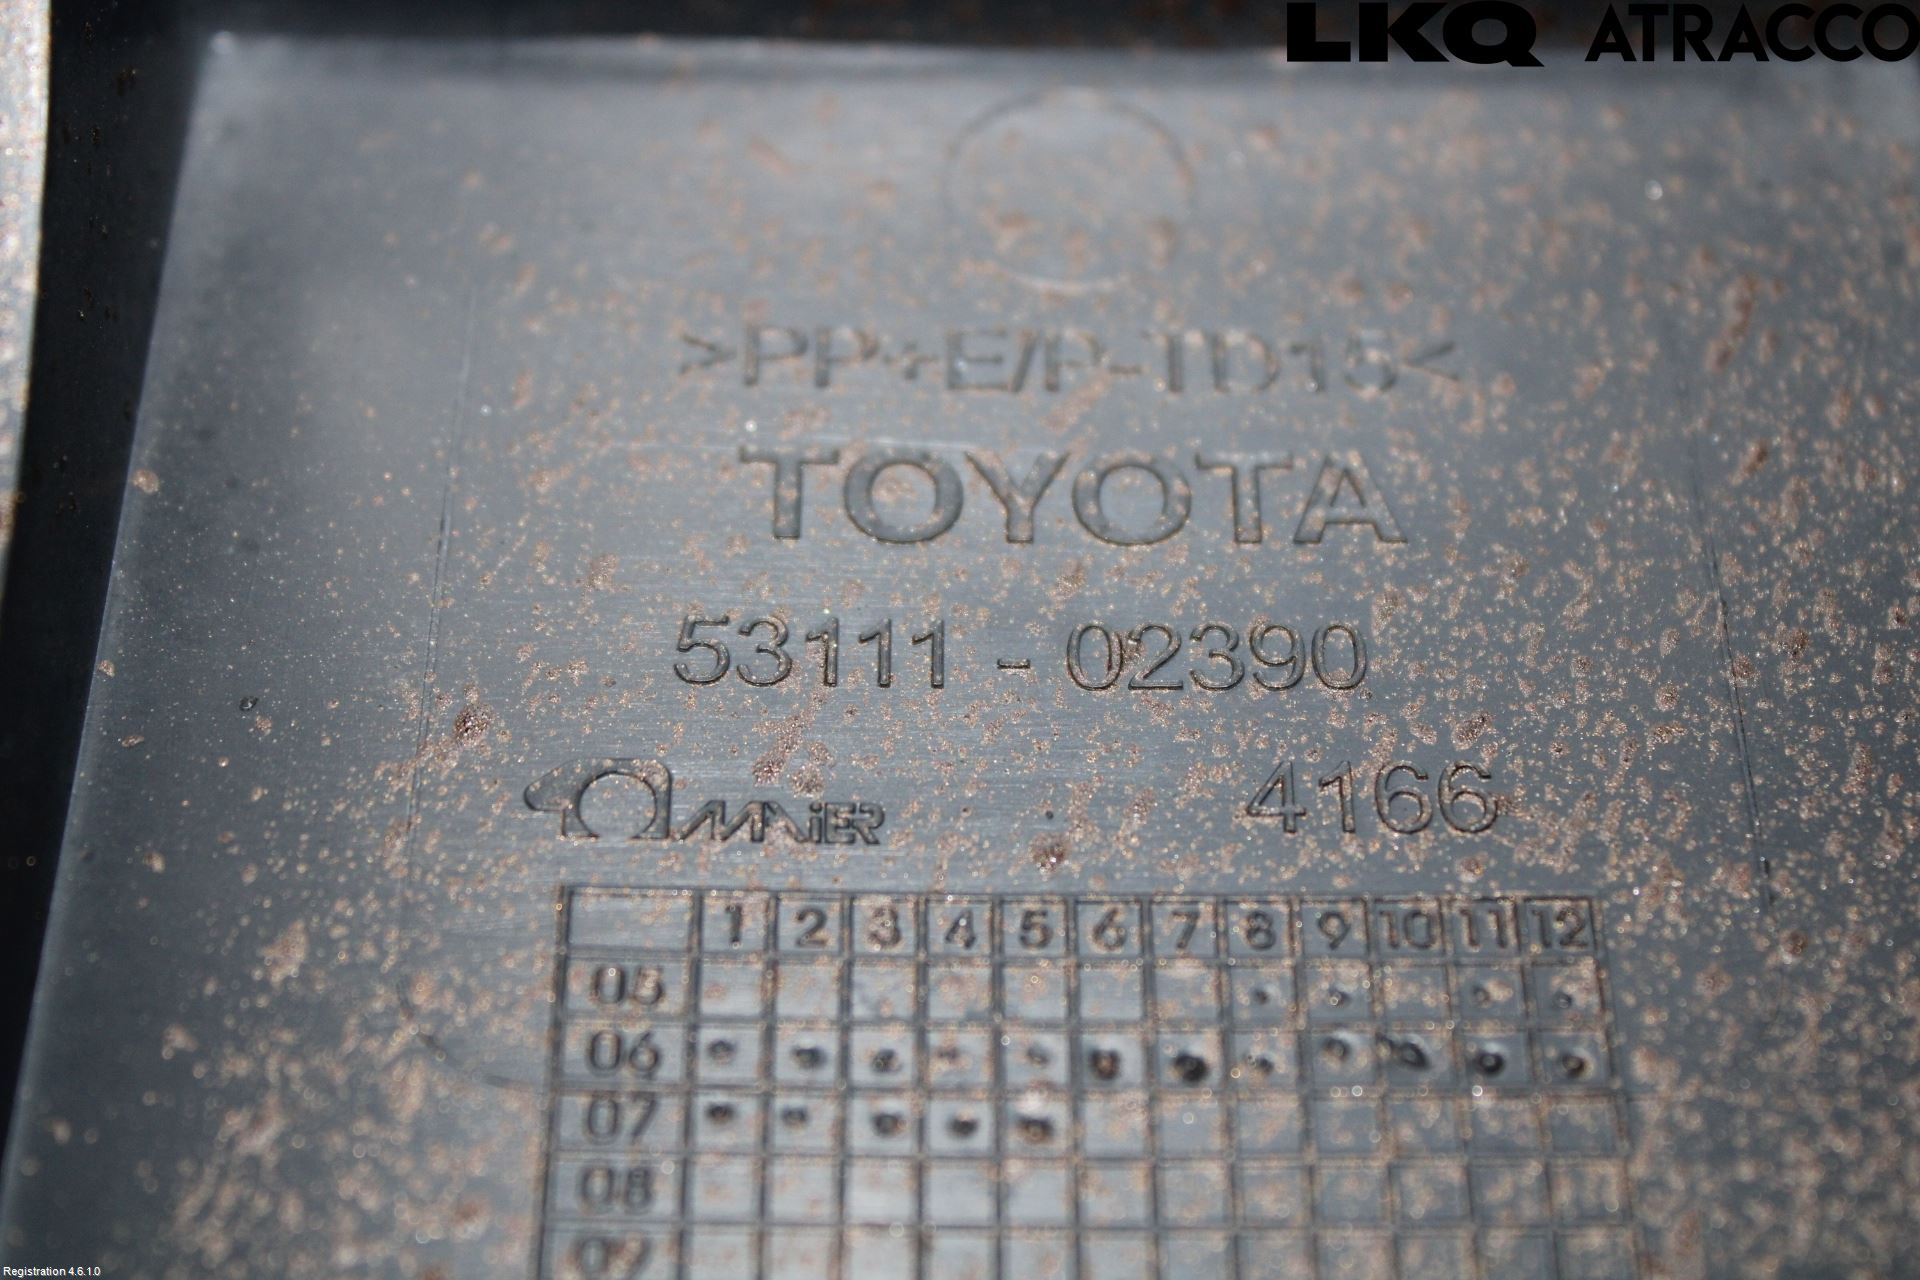 LKQ ATRACCO
>PP+E/P-TD15<
TOYOTA
53111 - 02390
MAiER 4166
1 2 3 4 5 6 7 8 9 10 11 12
05
06
07
08
09
Registration 4.6.1.0